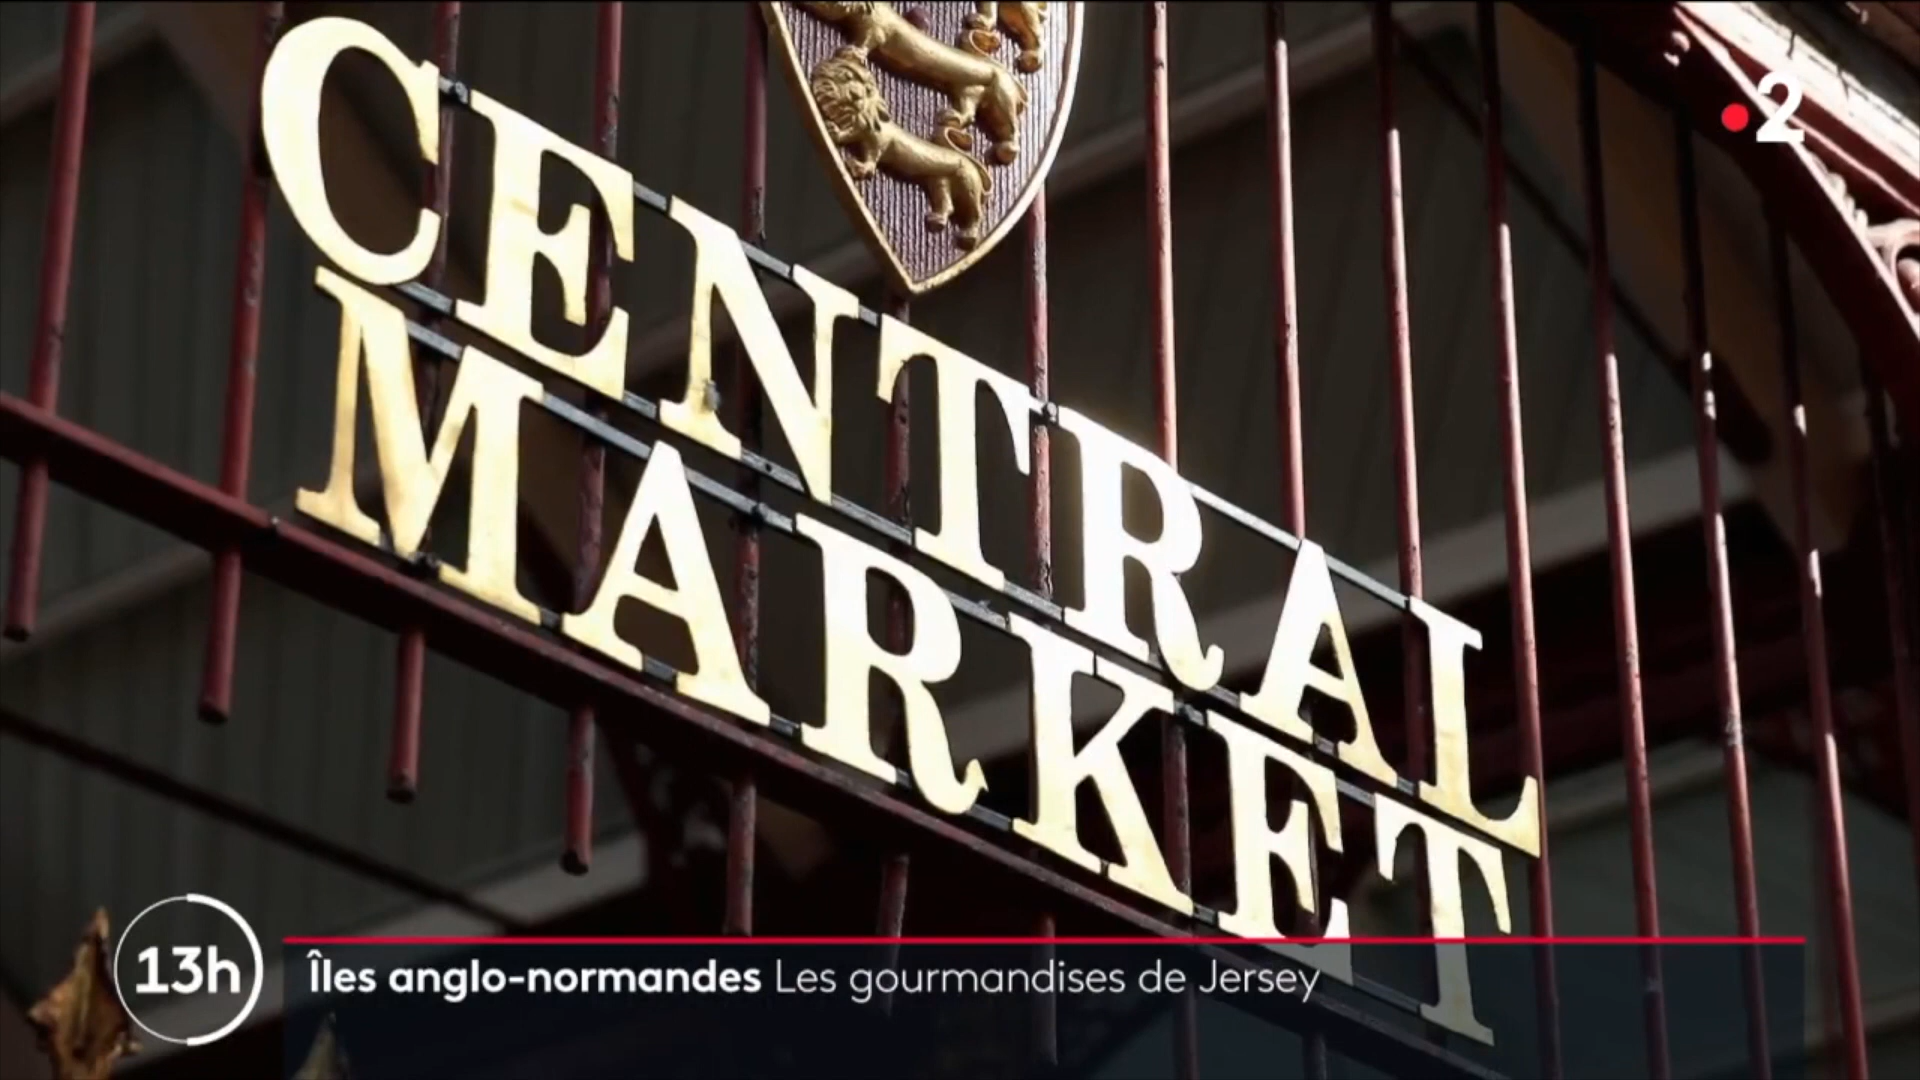 2
CENTRAL
MARKET
13h
Îles anglo-normandes Les gourmandises de Jersey